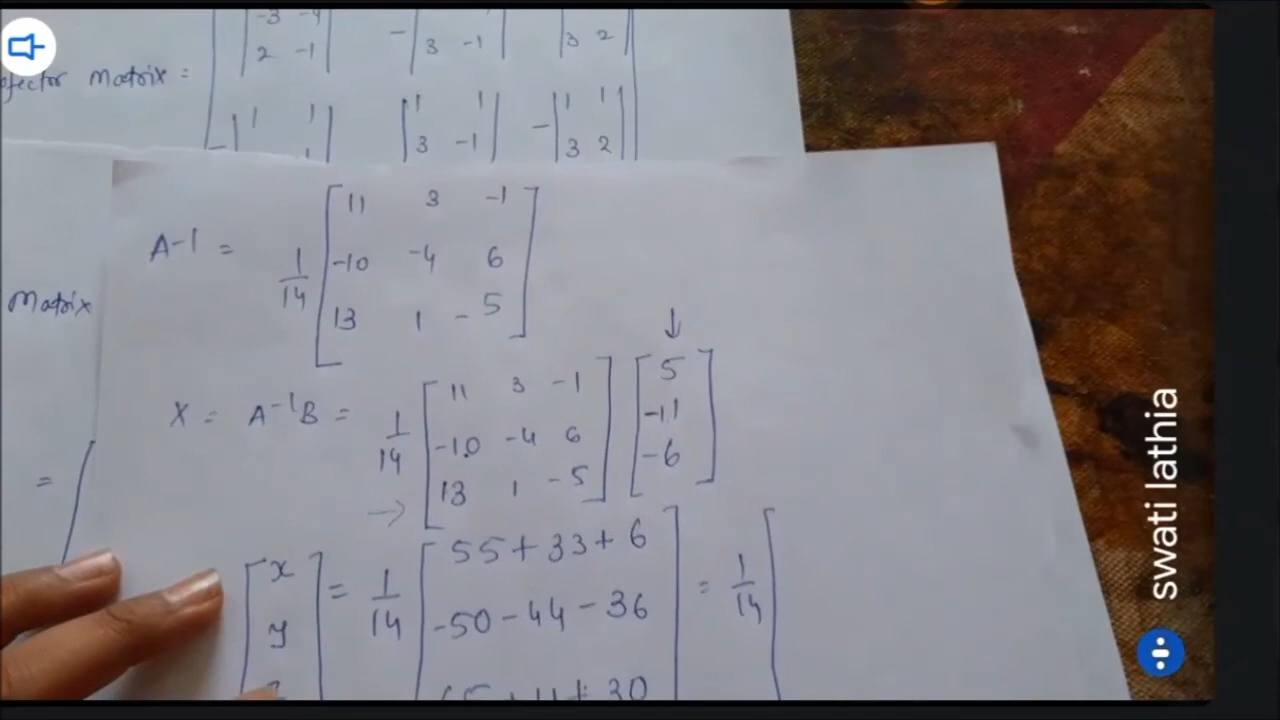 -3 -4
2 -1
- 3 -1
3 2
Matrix =
- 1 1
1 1
3 -1
- 1 1
3 2
A-1 = 1/14 [ 11 3 -1
-10 -4 6
13 1 -5 ]
Matrix
X = A-1B = 1/14 [ 11 3 -1
-10 -4 6
13 1 -5 ] [ 5
-11
-6 ]
=
[ x
y = 1/14 [ 55 + 33 + 6
-50 - 44 - 36
30 = 1/14 [
swati lathia